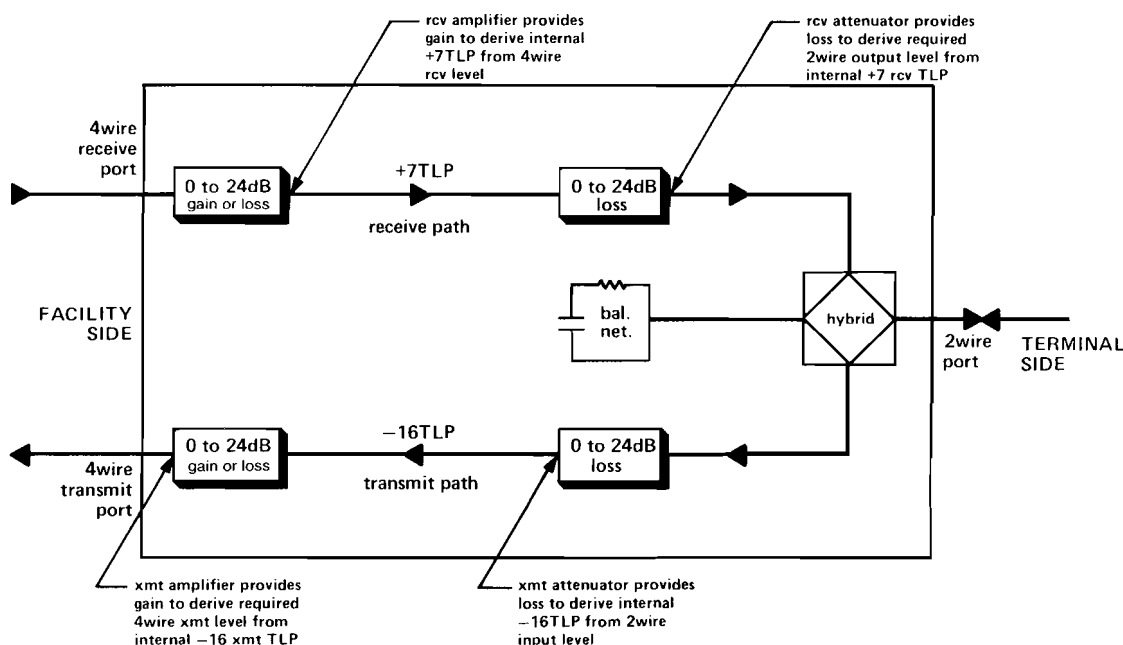 rcv amplifier provides
gain to derive internal
+7TLP from 4wire
rcv level
rcv attenuator provides
loss to derive required
2wire output level from
internal +7 rcv TLP
4wire
receive
port
0 to 24dB
gain or loss
+7TLP
receive path
0 to 24dB
loss
FACILITY
SIDE
bal.
net.
hybrid
2wire
port
TERMINAL
SIDE
4wire
transmit
port
0 to 24dB
gain or loss
−16TLP
transmit path
0 to 24dB
loss
xmt amplifier provides
gain to derive required
4wire xmt level from
internal −16 xmt TLP
xmt attenuator provides
loss to derive internal
−16TLP from 2wire
input level